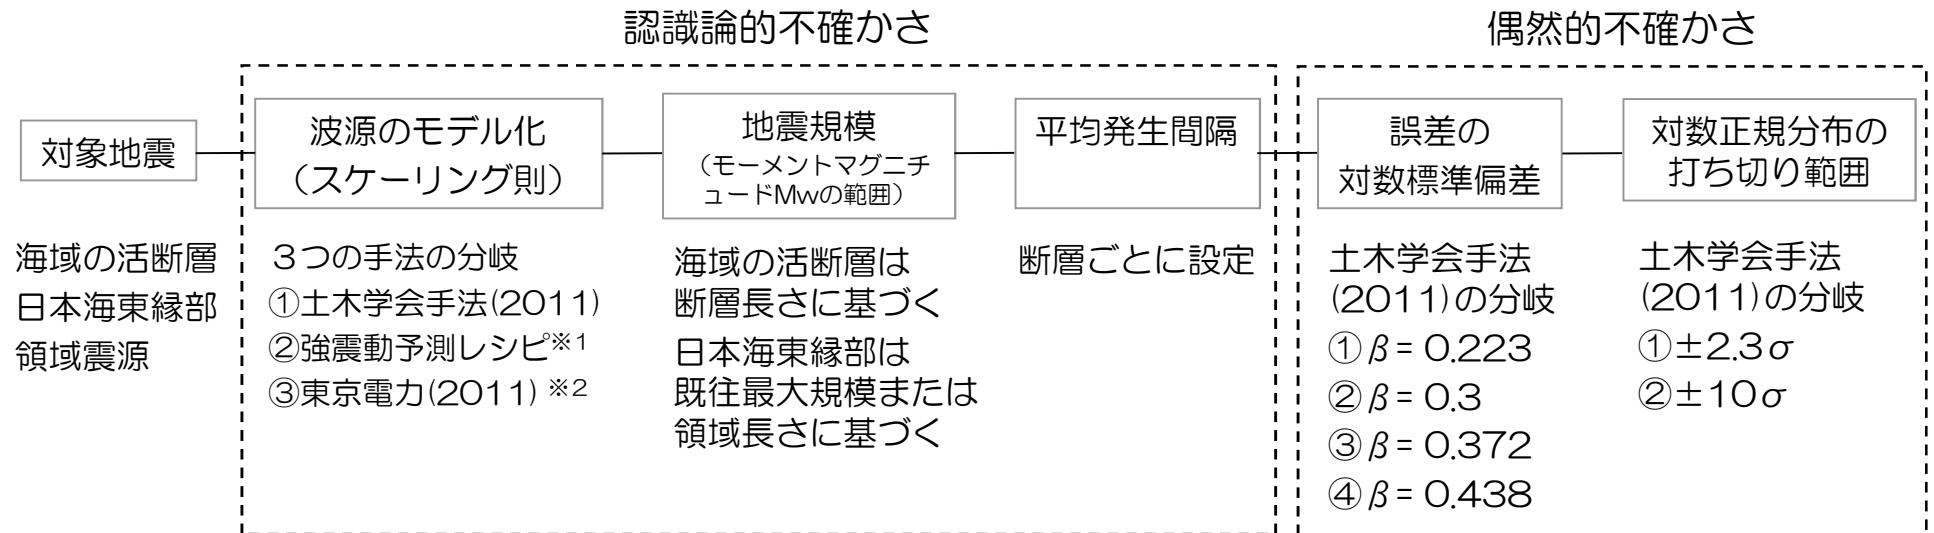 認識論的不確かさ
偶然的不確かさ
対象地震
波源のモデル化
（スケーリング則）
地震規模
（モーメントマグニチ
ュードMwの範囲）
平均発生間隔
誤差の
対数標準偏差
対数正規分布の
打ち切り範囲
海域の活断層
日本海東縁部
領域震源
３つの手法の分岐
①土木学会手法(2011)
②強震動予測レシピ※1
③東京電力(2011) ※2
海域の活断層は
断層長さに基づく
日本海東縁部は
既往最大規模または
領域長さに基づく
断層ごとに設定
土木学会手法
(2011)の分岐
①β= 0.223
②β= 0.3
③β= 0.372
④β= 0.438
土木学会手法
(2011)の分岐
①±2.3σ
②±10σ